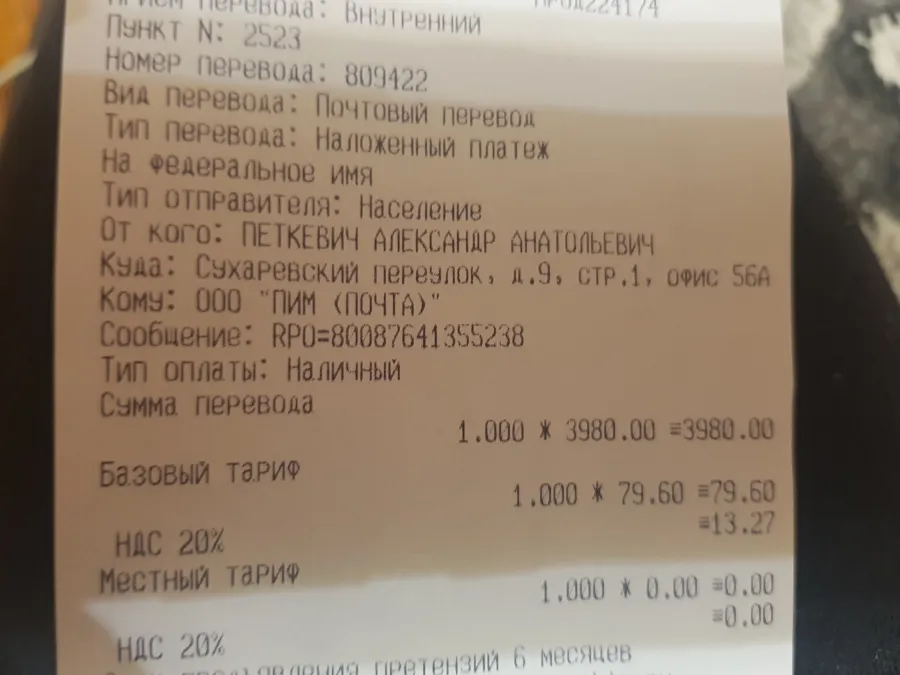 Прием перевода: Внутренний
ПРОД224174
Пункт N: 2523
Номер перевода: 809422
Вид перевода: Почтовый перевод
Тип перевода: Наложенный платеж
На федеральное имя
Тип отправителя: Население
От кого: ПЕТКЕВИЧ АЛЕКСАНДР АНАТОЛЬЕВИЧ
Куда: Сухаревский переулок, д.9, стр.1, офис 56А
Кому: ООО "ПИМ (ПОЧТА)"
Сообщение: RPO=80087641355238
Тип оплаты: Наличный
Сумма перевода
1.000 * 3980.00 =3980.00
Базовый тариф
1.000 * 79.60 =79.60
=13.27
НДС 20%
Местный тариф
1.000 * 0.00 =0.00
=0.00
НДС 20%
претензий 6 месяцев